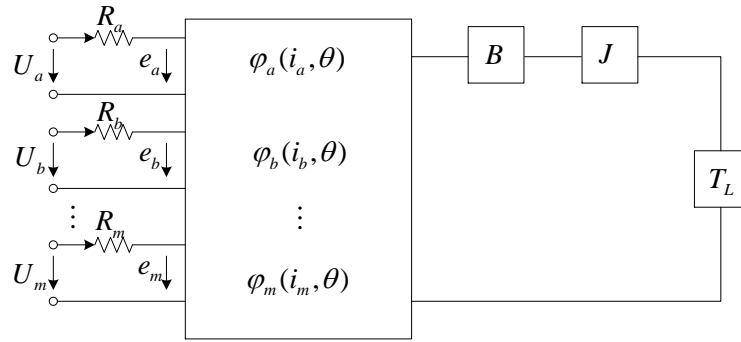 R_a
U_a
e_a
φ_a(i_a,θ)
B
J
R_b
U_b
e_b
φ_b(i_b,θ)
T_L
⋮
⋮
R_m
U_m
e_m
φ_m(i_m,θ)